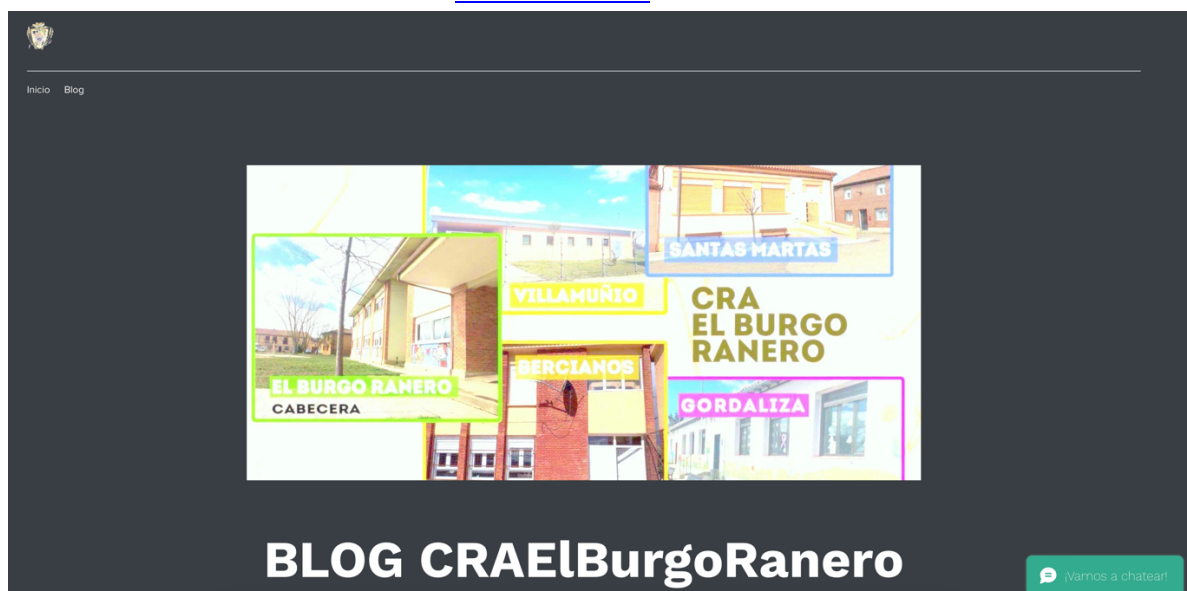 Inicio Blog
SANTAS MARTAS
VILLAMUÑIO
CRA
EL BURGO
RANERO
BERCIANOS
EL BURGO RANERO
CABECERA
GORDALIZA
BLOG CRAElBurgoRanero
¡Vamos a chatear!